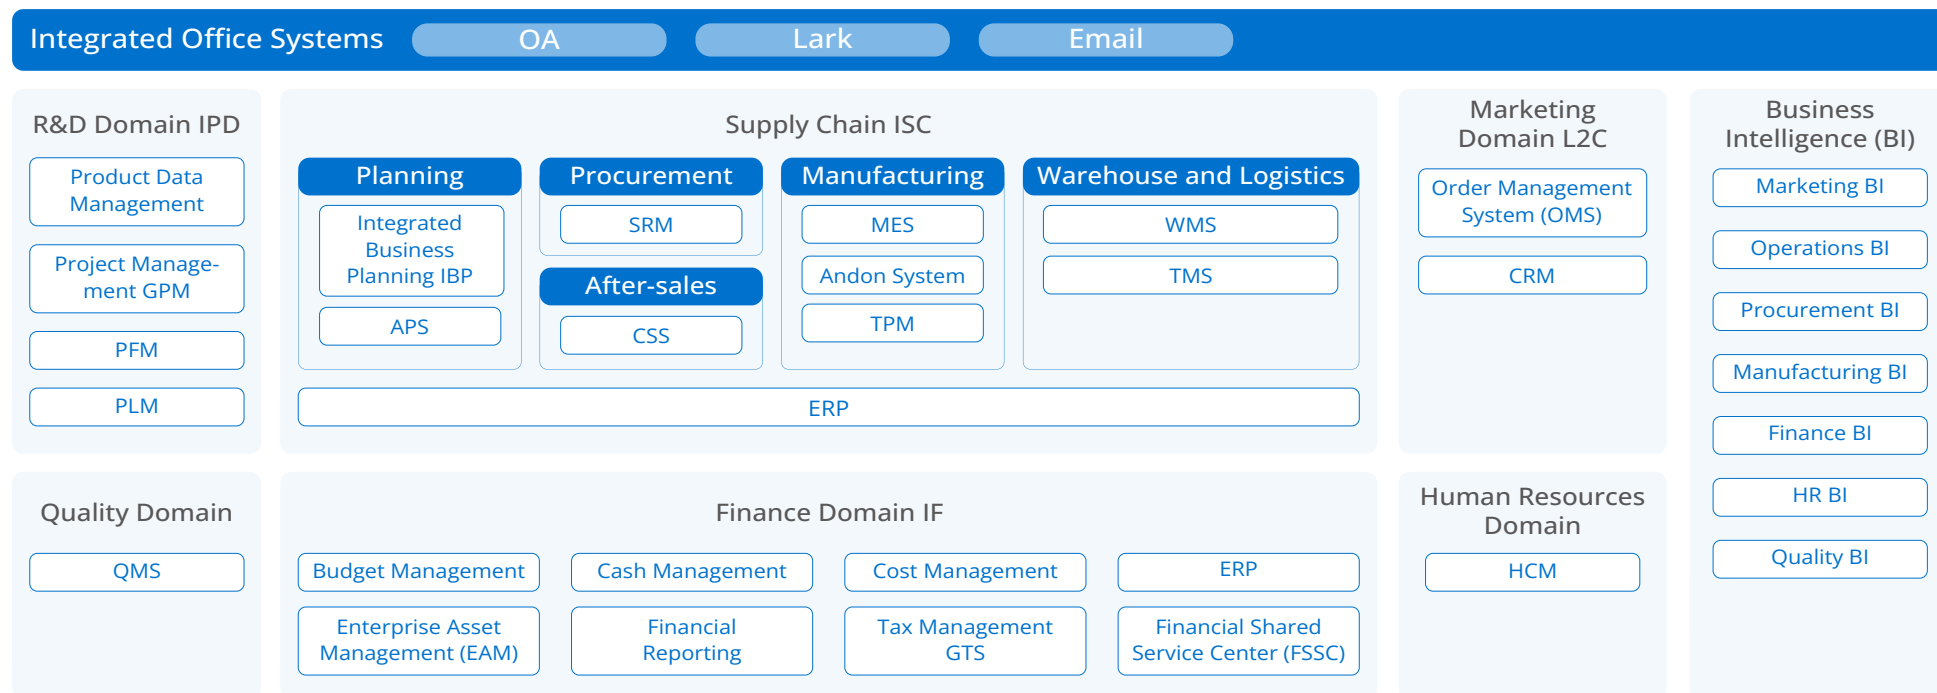 Integrated Office Systems
OA
Lark
Email
R&D Domain IPD
Product Data
Management
Project Manage-
ment GPM
PFM
PLM
Supply Chain ISC
Planning
Integrated
Business
Planning IBP
APS
Procurement
SRM
After-sales
CSS
Manufacturing
MES
Andon System
TPM
Warehouse and Logistics
WMS
TMS
ERP
Marketing
Domain L2C
Order Management
System (OMS)
CRM
Business
Intelligence (BI)
Marketing BI
Operations BI
Procurement BI
Manufacturing BI
Finance BI
HR BI
Quality BI
Quality Domain
QMS
Finance Domain IF
Budget Management
Cash Management
Cost Management
ERP
Enterprise Asset
Management (EAM)
Financial
Reporting
Tax Management
GTS
Financial Shared
Service Center (FSSC)
Human Resources
Domain
HCM